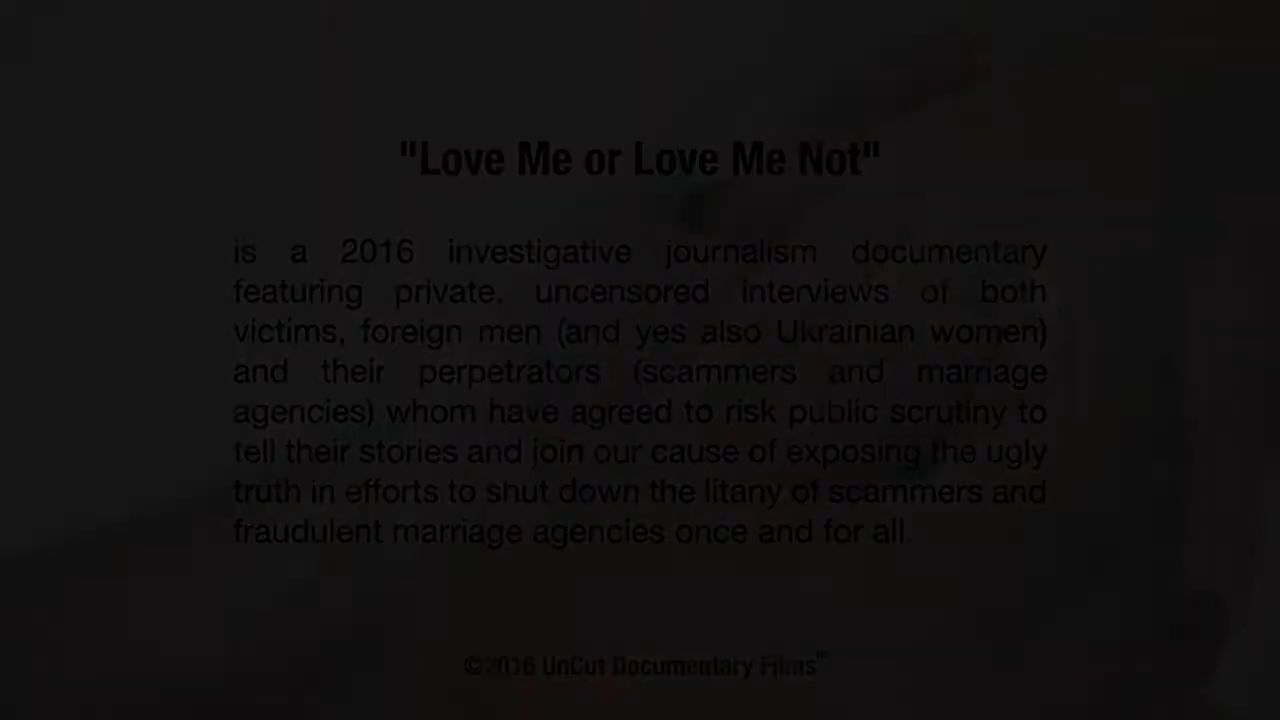 "Love Me or Love Me Not"
is a 2016 investigative journalism documentary
featuring private, uncensored interviews of both
victims, foreign men (and yes also Ukrainian women)
and their perpetrators (scammers and marriage
agencies) whom have agreed to risk public scrutiny to
tell their stories and join our cause of exposing the ugly
truth in efforts to shut down the litany of scammers and
fraudulent marriage agencies once and for all.
©2016 UnCut Documentary Films™